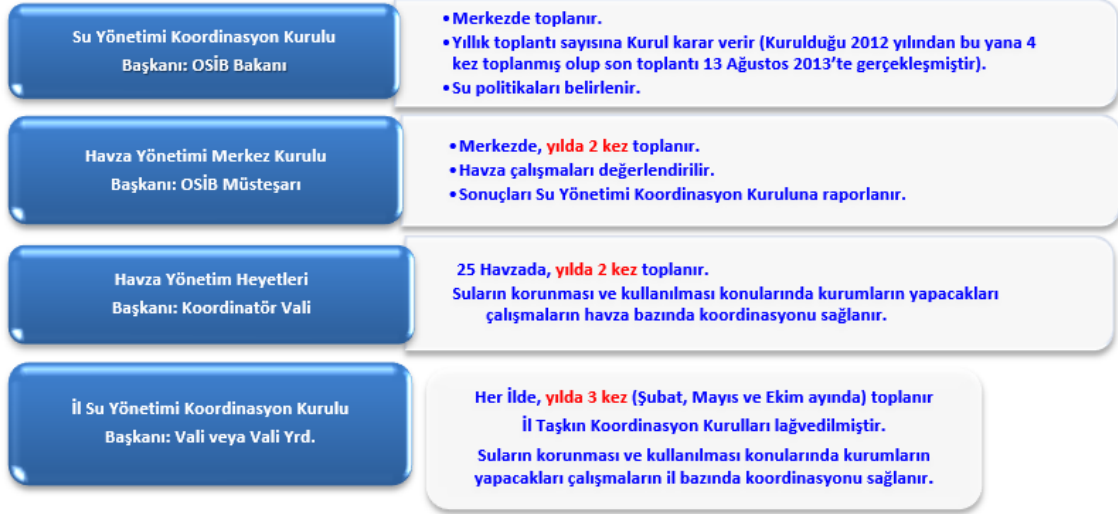 Su Yönetimi Koordinasyon Kurulu
Başkanı: OSİB Bakanı
•Merkezde toplanır.
•Yıllık toplantı sayısına Kurul karar verir (Kurulduğu 2012 yılından bu yana 4
kez toplanmış olup son toplantı 13 Ağustos 2013’te gerçekleşmiştir).
•Su politikaları belirlenir.
Havza Yönetimi Merkez Kurulu
Başkanı: OSİB Müsteşarı
•Merkezde, yılda 2 kez toplanır.
•Havza çalışmaları değerlendirilir.
•Sonuçları Su Yönetimi Koordinasyon Kuruluna raporlanır.
Havza Yönetim Heyetleri
Başkanı: Koordinatör Vali
25 Havzada, yılda 2 kez toplanır.
Suların korunması ve kullanılması konularında kurumların yapacakları
çalışmaların havza bazında koordinasyonu sağlanır.
İl Su Yönetimi Koordinasyon Kurulu
Başkanı: Vali veya Vali Yrd.
Her İlde, yılda 3 kez (Şubat, Mayıs ve Ekim ayında) toplanır
İl Taşkın Koordinasyon Kurulları lağvedilmiştir.
Suların korunması ve kullanılması konularında kurumların
yapacakları çalışmaların il bazında koordinasyonu sağlanır.